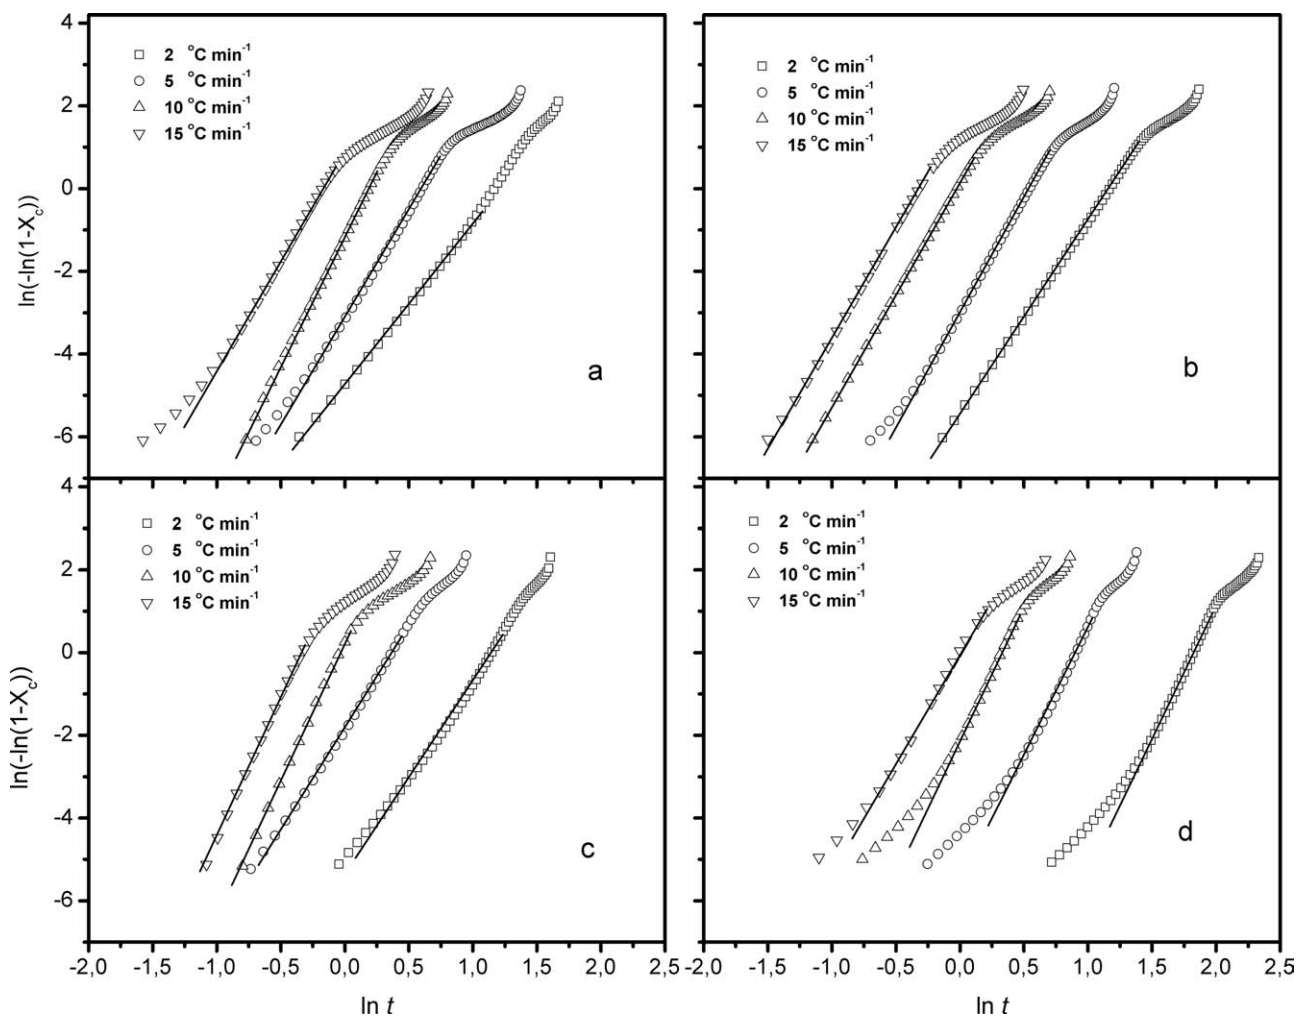 4
2
0
-2
-4
-6
ln(-ln(1-Xc))
2 °C min-1
5 °C min-1
10 °C min-1
15 °C min-1
a
2 °C min-1
5 °C min-1
10 °C min-1
15 °C min-1
b
4
2
0
-2
-4
-6
ln(-ln(1-Xc))
2 °C min-1
5 °C min-1
10 °C min-1
15 °C min-1
c
2 °C min-1
5 °C min-1
10 °C min-1
15 °C min-1
d
-2,0 -1,5 -1,0 -0,5 0,0 0,5 1,0 1,5 2,0 2,5
-2,0 -1,5 -1,0 -0,5 0,0 0,5 1,0 1,5 2,0 2,5
ln t
ln t